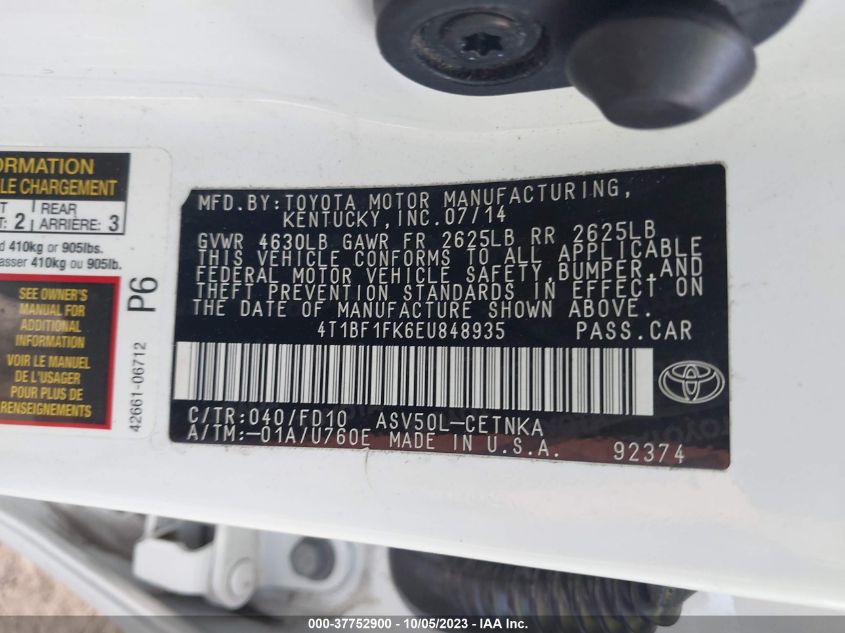 ORMATION
LE CHARGEMENT
2
REAR
ARRIÈRE: 3
410kg or 905lbs.
asser 410kg ou 905lb.
SEE OWNER'S
MANUAL FOR
ADDITIONAL
INFORMATION
VOIR LE MANUEL
DE L'USAGER
POUR PLUS DE
RENSEIGNEMENTS
P6
42661-06712
MFD.BY:TOYOTA MOTOR MANUFACTURING,
KENTUCKY,INC.07/14
GVWR 4630LB GAWR FR 2625LB RR 2625LB
THIS VEHICLE CONFORMS TO ALL APPLICABLE
FEDERAL MOTOR VEHICLE SAFETY,BUMPER,AND
THEFT PREVENTION STANDARDS IN EFFECT ON
THE DATE OF MANUFACTURE SHOWN ABOVE.
4T1BF1FK6EU848935 PASS.CAR
C/TR:040/FD10 ASV50L-CETNKA
A/TM:-01A/U760E MADE IN U.S.A. 92374
000-37752900 - 10/05/2023 - IAA Inc.